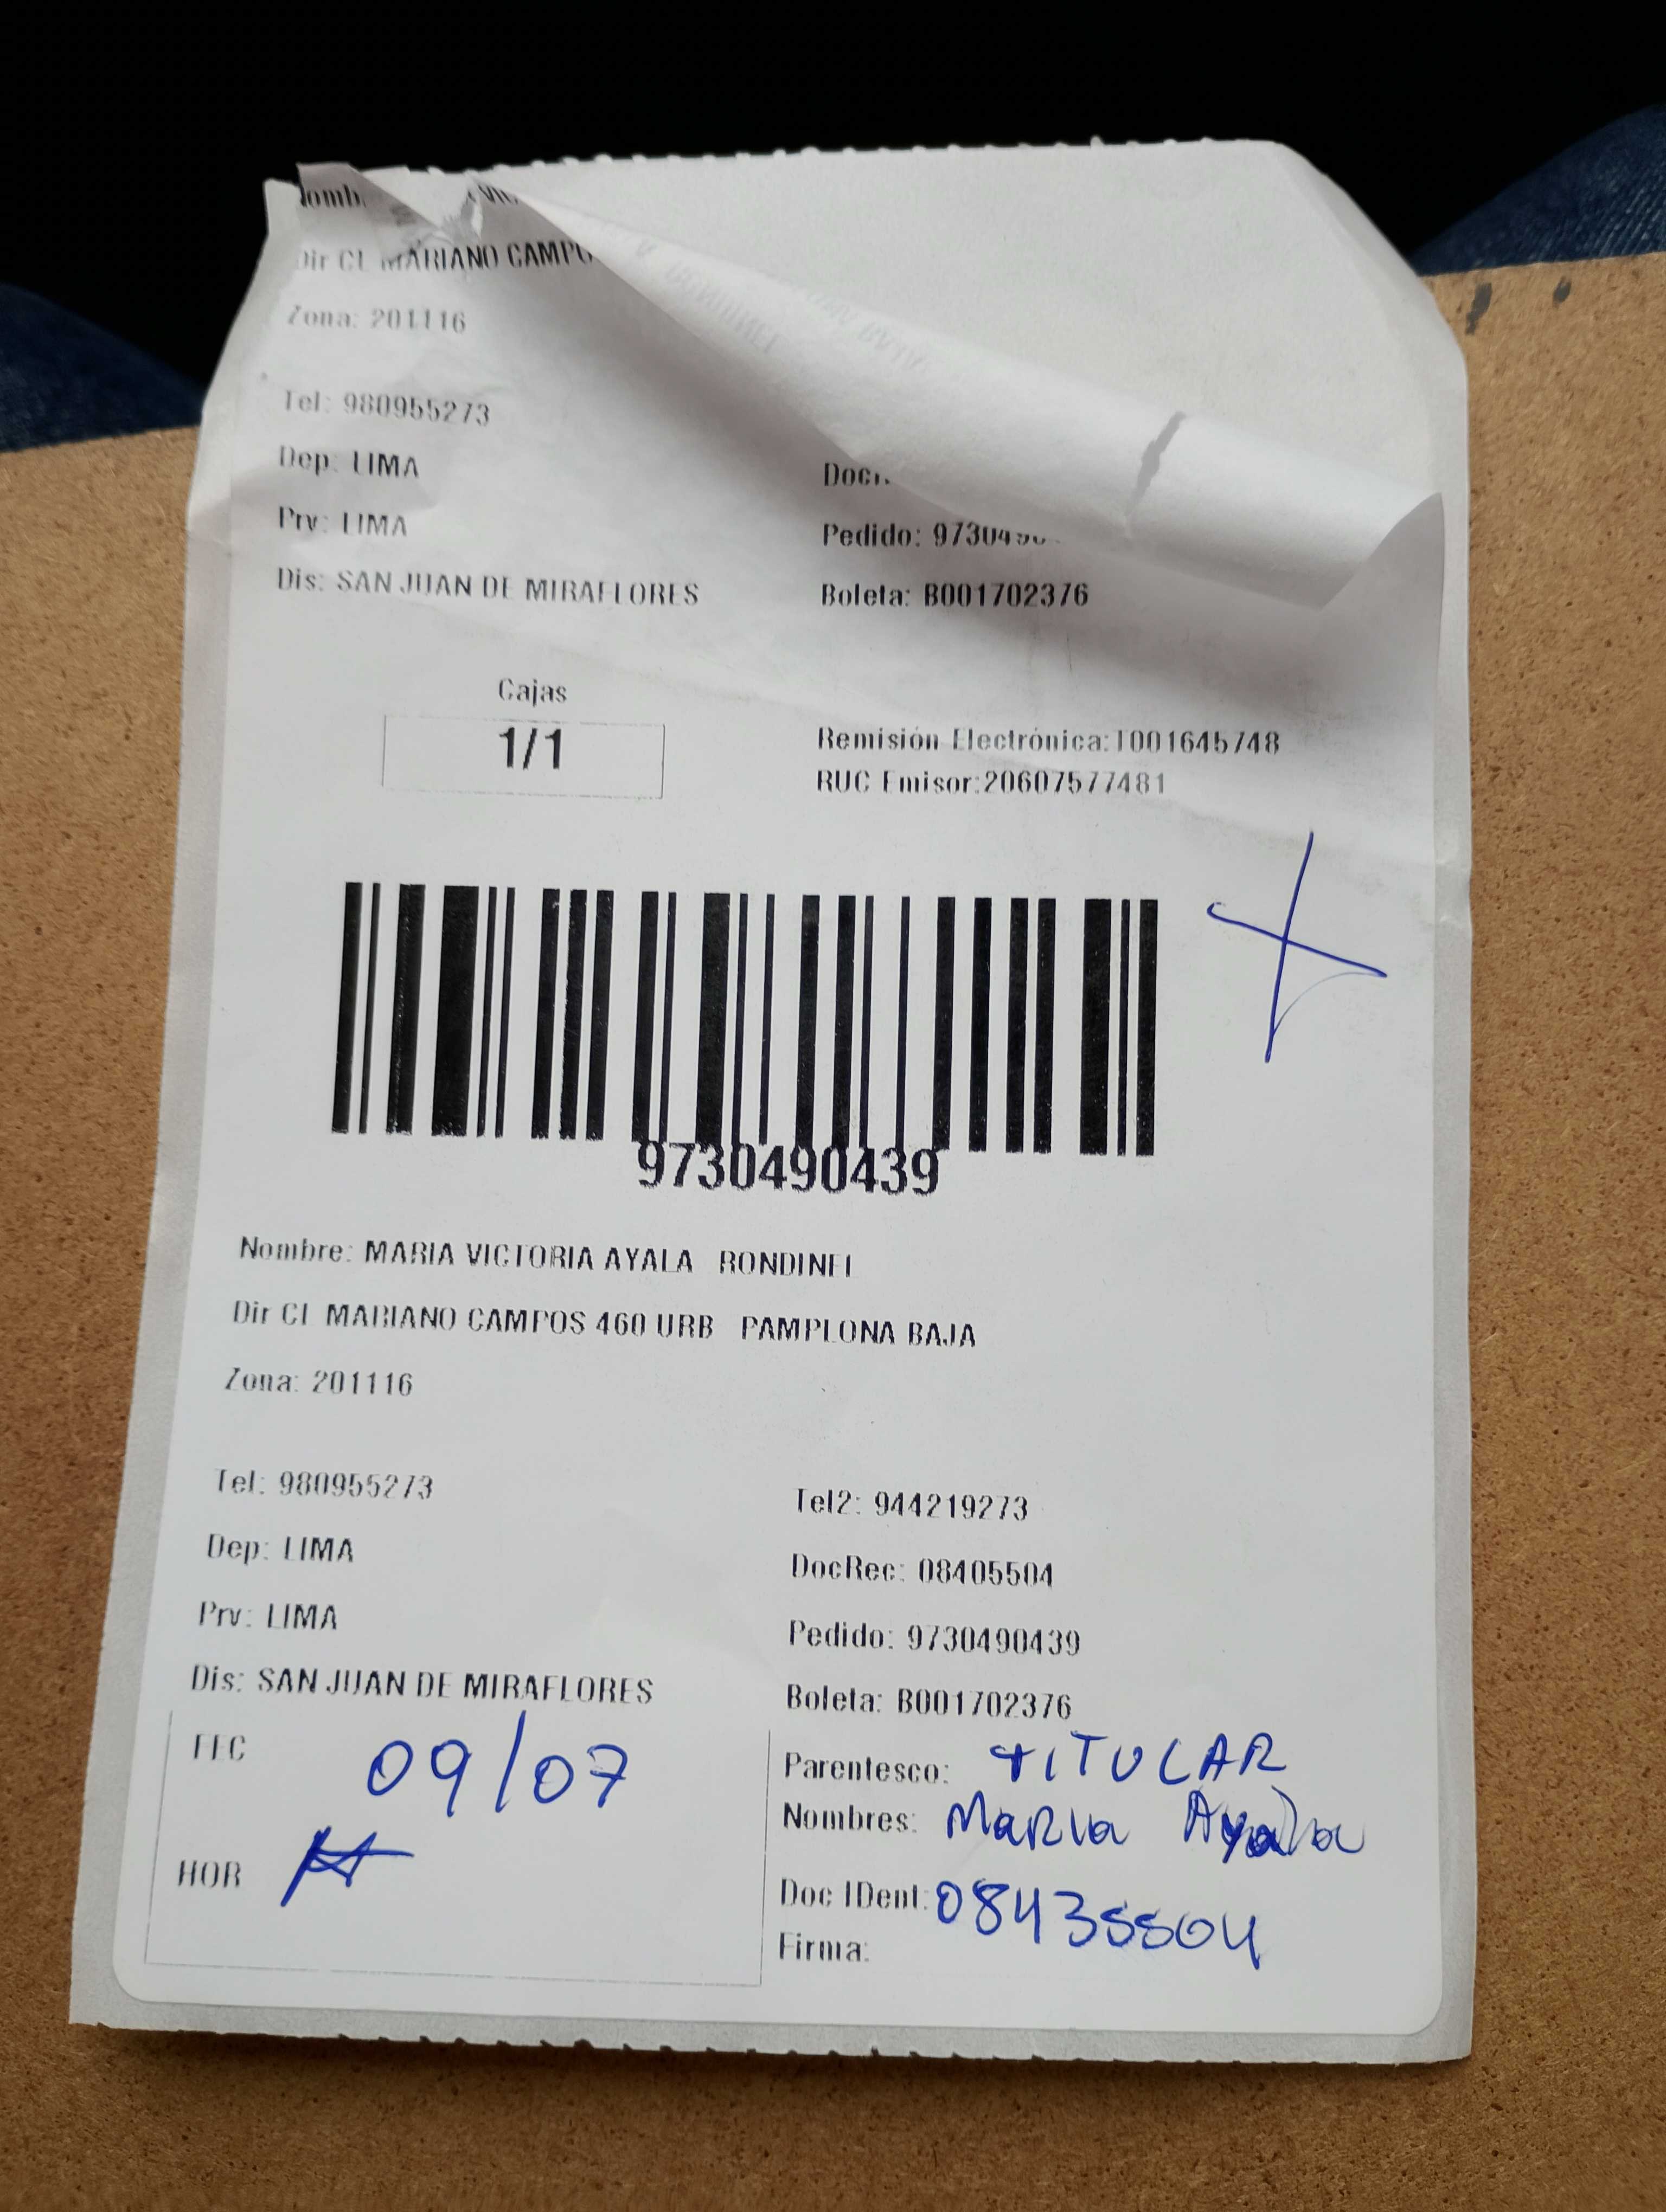 Dir CL MARIANO CAMPO
Zona: 201116
Tel: 980955273
Dep: LIMA
Prv: LIMA
Pedido: 973049
Dis: SAN JUAN DE MIRAFLORES
Boleta: B001702376
Cajas
1/1
Remisión Electrónica:T001645748
RUC Emisor:20607577481
9730490439
Nombre: MARIA VICTORIA AYALA RONDINEL
Dir CL MARIANO CAMPOS 460 URB PAMPLONA BAJA
Zona: 201116
Tel: 980955273
Tel2: 944219273
Dep: LIMA
DocRec: 08405504
Prv: LIMA
Pedido: 9730490439
Dis: SAN JUAN DE MIRAFLORES
Boleta: B001702376
FEC 09/07
Parentesco: TITULAR
Nombres: Maria Ayala
HOR
Doc IDent: 08435504
Firma: